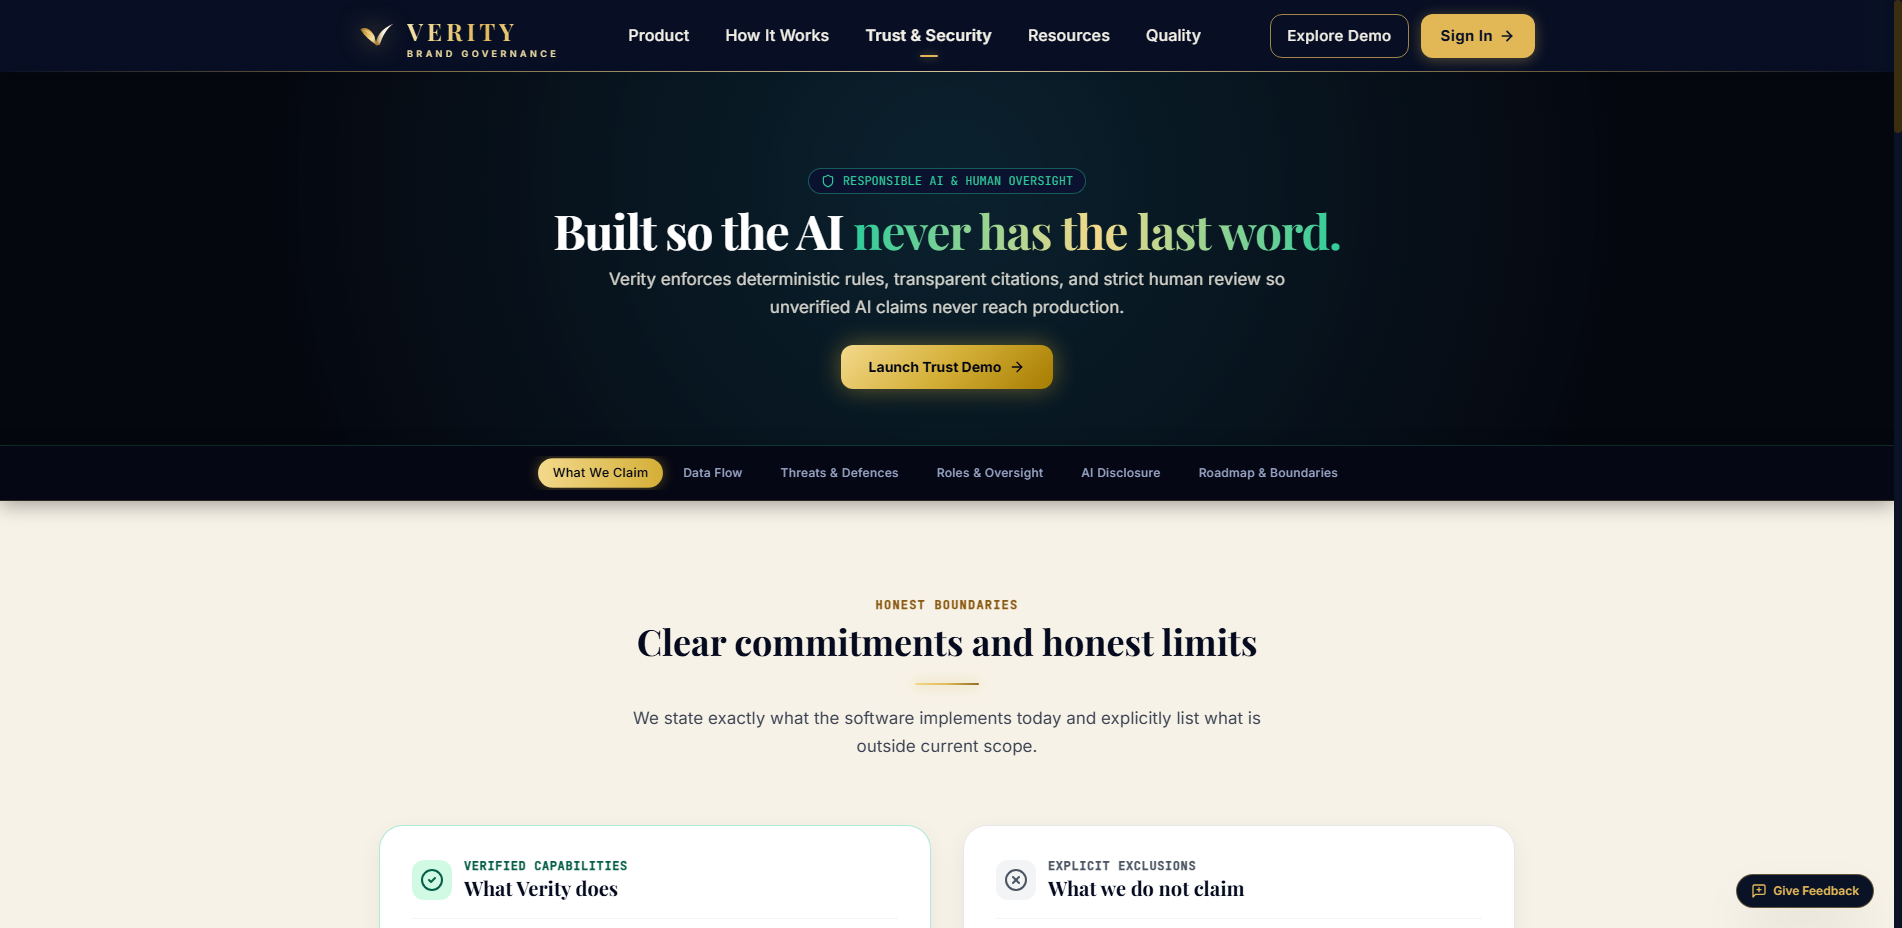 VERITY
BRAND GOVERNANCE
Product
How It Works
Trust & Security
Resources
Quality
Explore Demo
Sign In
RESPONSIBLE AI & HUMAN OVERSIGHT
Built so the AI never has the last word.
Verity enforces deterministic rules, transparent citations, and strict human review so
unverified AI claims never reach production.
Launch Trust Demo
What We Claim
Data Flow
Threats & Defences
Roles & Oversight
AI Disclosure
Roadmap & Boundaries
HONEST BOUNDARIES
Clear commitments and honest limits
We state exactly what the software implements today and explicitly list what is
outside current scope.
VERIFIED CAPABILITIES
What Verity does
EXPLICIT EXCLUSIONS
What we do not claim
Give Feedback